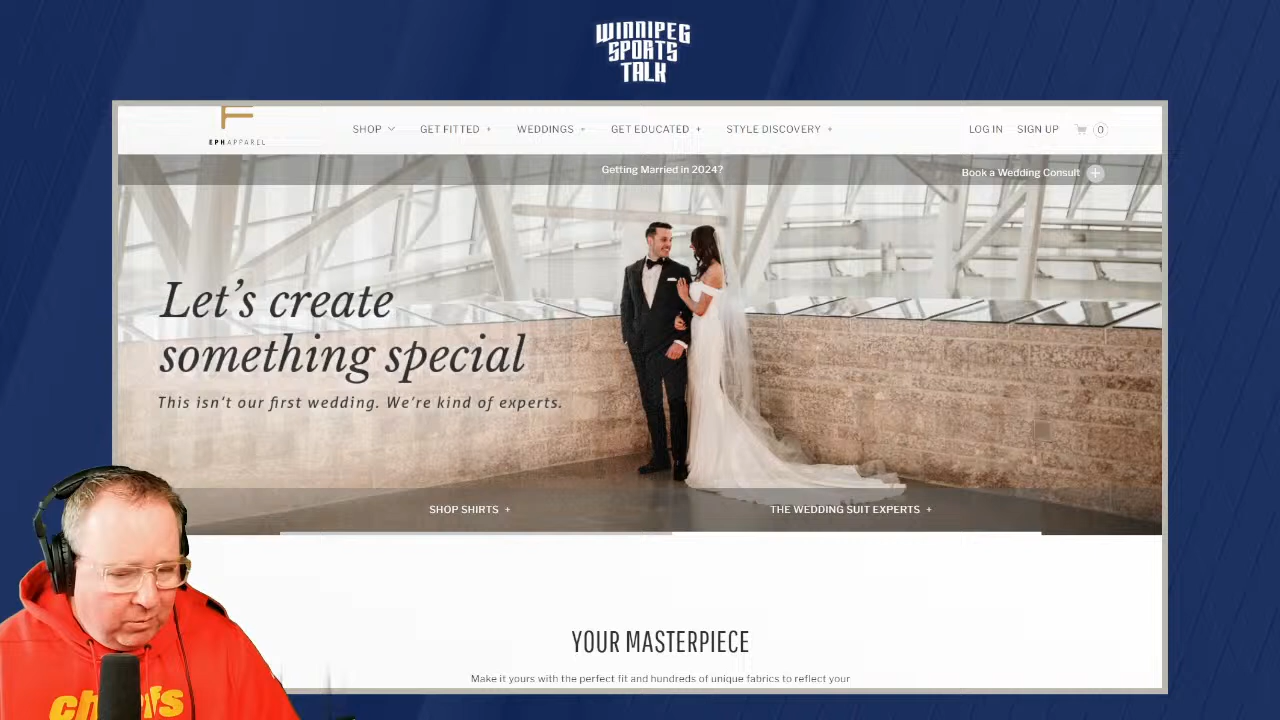 WINNIPEG
SPORTS
TALK
EPHAPPAREL
SHOP
GET FITTED +
WEDDINGS +
GET EDUCATED +
STYLE DISCOVERY +
LOG IN
SIGN UP
0
Getting Married in 2024?
Book a Wedding Consult +
Let's create
something special
This isn't our first wedding. We're kind of experts.
SHOP SHIRTS +
THE WEDDING SUIT EXPERTS +
YOUR MASTERPIECE
Make it yours with the perfect fit and hundreds of unique fabrics to reflect your